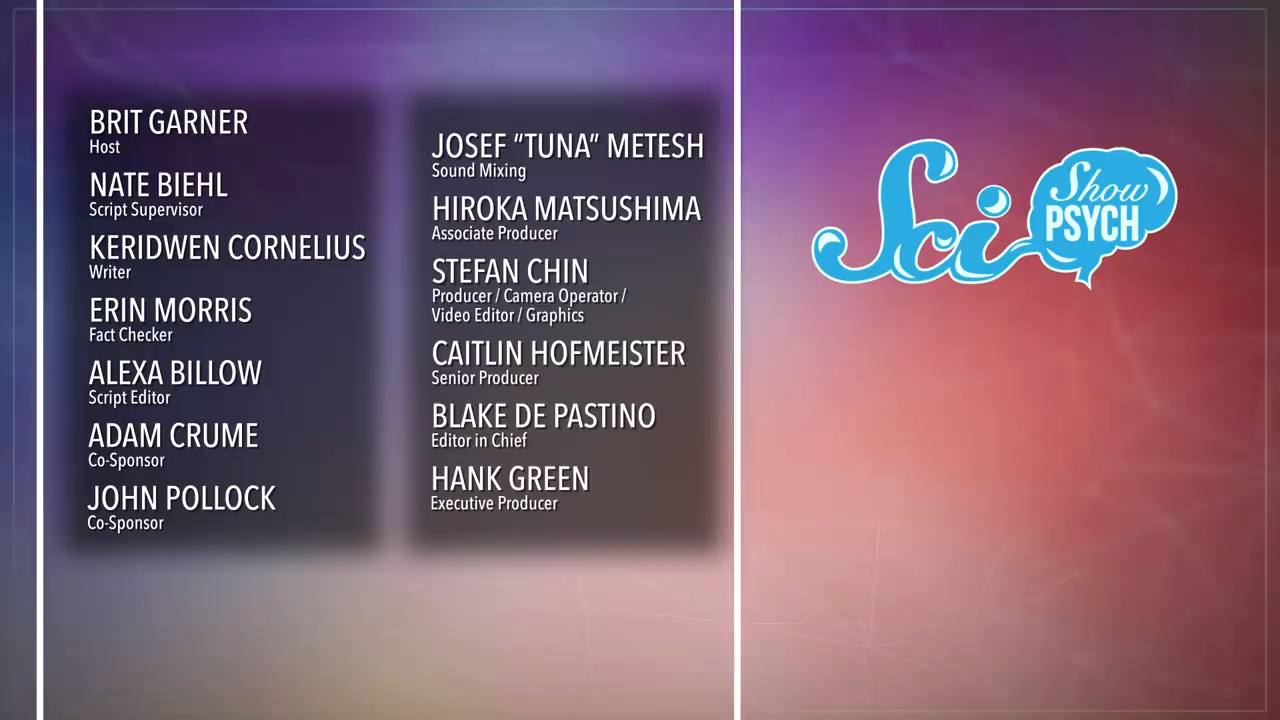 BRIT GARNER
Host
NATE BIEHL
Script Supervisor
KERIDWEN CORNELIUS
Writer
ERIN MORRIS
Fact Checker
ALEXA BILLOW
Script Editor
ADAM CRUME
Co-Sponsor
JOHN POLLOCK
Co-Sponsor
JOSEF “TUNA” METESH
Sound Mixing
HIROKA MATSUSHIMA
Associate Producer
STEFAN CHIN
Producer / Camera Operator /
Video Editor / Graphics
CAITLIN HOFMEISTER
Senior Producer
BLAKE DE PASTINO
Editor in Chief
HANK GREEN
Executive Producer
Sci
Show
PSYCH